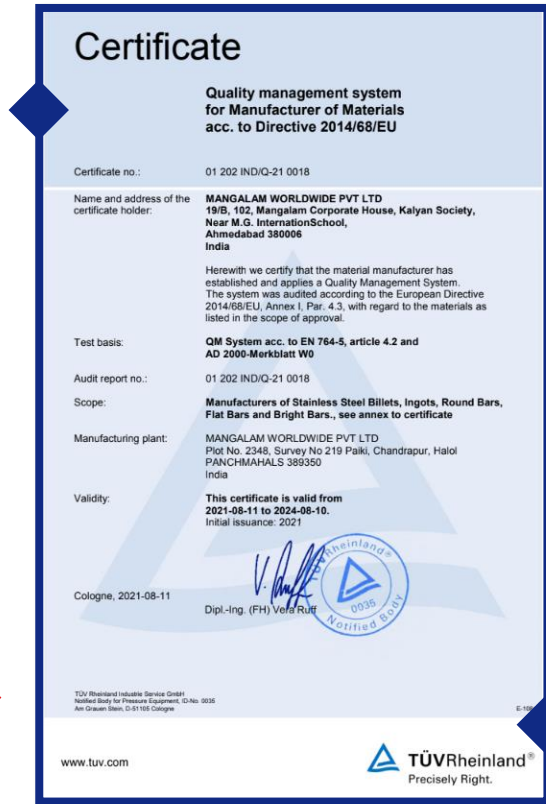 Certificate
Quality management system
for Manufacturer of Materials
acc. to Directive 2014/68/EU
Certificate no.: 01 202 IND/Q-21 0018
Name and address of the certificate holder:
MANGALAM WORLDWIDE PVT LTD
19/B, 102, Mangalam Corporate House, Kalyan Society,
Near M.G. InternationSchool,
Ahmedabad 380006
India
Herewith we certify that the material manufacturer has
established and applies a Quality Management System.
The system was audited according to the European Directive
2014/68/EU, Annex I, Par. 4.3, with regard to the materials as
listed in the scope of approval.
Test basis: QM System acc. to EN 764-5, article 4.2 and
AD 2000-Merkblatt W0
Audit report no.: 01 202 IND/Q-21 0018
Scope: Manufacturers of Stainless Steel Billets, Ingots, Round Bars,
Flat Bars and Bright Bars., see annex to certificate
Manufacturing plant: MANGALAM WORLDWIDE PVT LTD
Plot No. 2348, Survey No 219 Paiki, Chandrapur, Halol
PANCHMAHALS 389350
India
Validity: This certificate is valid from
2021-08-11 to 2024-08-10.
Initial issuance: 2021
TÜVRheinland®
0035
Notified Body
Cologne, 2021-08-11
Dipl.-Ing. (FH) Vera Ruff
TÜV Rheinland Industrie Service GmbH
Notified Body for Pressure Equipment, ID-No. 0035
Am Grauen Stein, D-51105 Cologne
www.tuv.com
TÜVRheinland®
Precisely Right.